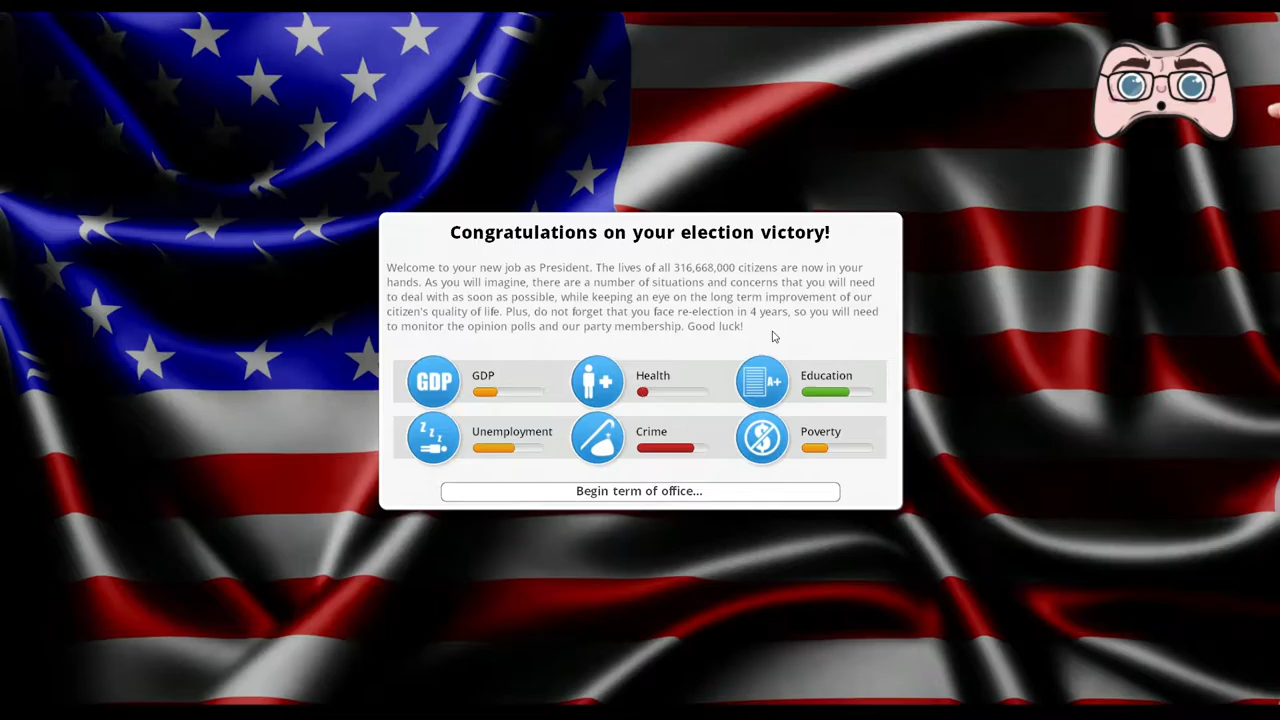 Congratulations on your election victory!
Welcome to your new job as President. The lives of all 316,668,000 citizens are now in your
hands. As you will imagine, there are a number of situations and concerns that you will need
to deal with as soon as possible, while keeping an eye on the long term improvement of our
citizen's quality of life. Plus, do not forget that you face re-election in 4 years, so you will need
to monitor the opinion polls and our party membership. Good luck!
GDP GDP Health A+ Education
Z Z Z Unemployment Crime $ Poverty
Begin term of office...